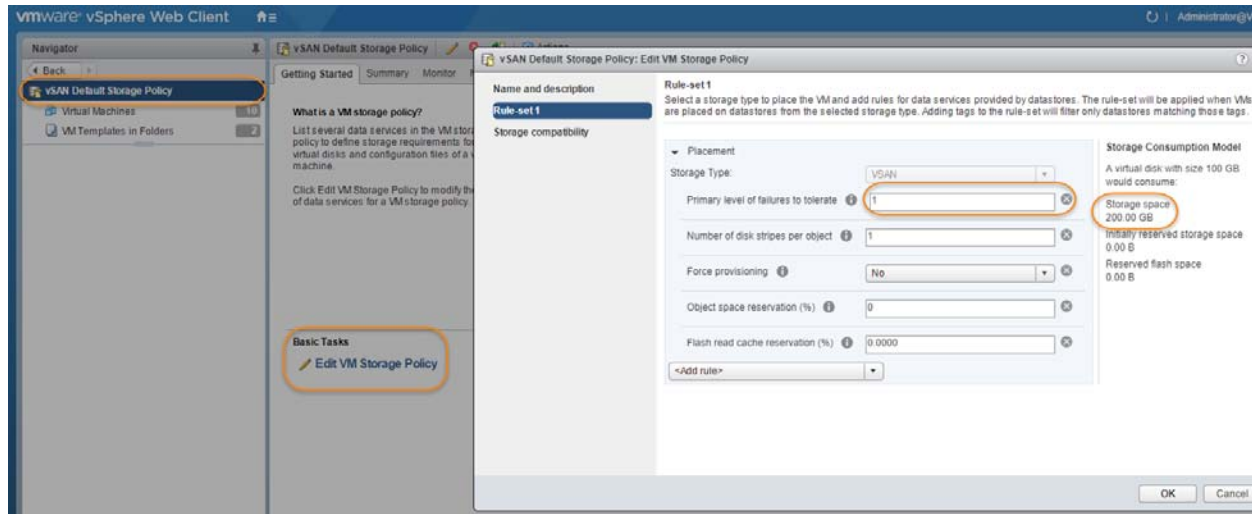 vmware® vSphere Web Client
Administrator@V
Navigator
Back
vSAN Default Storage Policy
Virtual Machines 10
VM Templates in Folders 2
vSAN Default Storage Policy
Actions
Getting Started Summary Monitor
What is a VM storage policy?
List several data services in the VM stora
policy to define storage requirements for
virtual disks and configuration files of a v
machine.
Click Edit VM Storage Policy to modify the
of data services for a VM storage policy.
Basic Tasks
Edit VM Storage Policy
vSAN Default Storage Policy: Edit VM Storage Policy
?
Name and description
Rule-set 1
Storage compatibility
Rule-set 1
Select a storage type to place the VM and add rules for data services provided by datastores. The rule-set will be applied when VMs
are placed on datastores from the selected storage type. Adding tags to the rule-set will filter only datastores matching those tags.
Placement
Storage Type: VSAN
Primary level of failures to tolerate 1
Number of disk stripes per object 1
Force provisioning No
Object space reservation (%) 0
Flash read cache reservation (%) 0.0000
<Add rule>
Storage Consumption Model
A virtual disk with size 100 GB
would consume:
Storage space
200.00 GB
Initially reserved storage space
0.00 B
Reserved flash space
0.00 B
OK Cancel